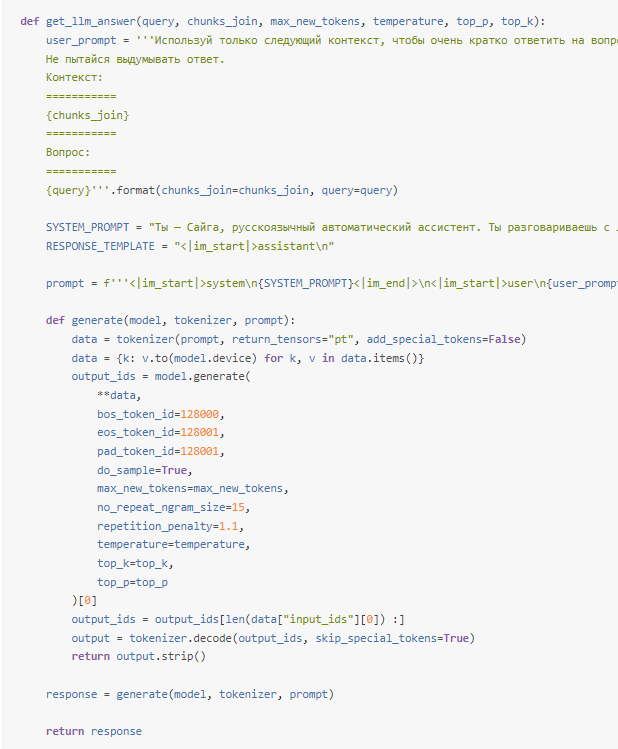 def get_llm_answer(query, chunks_join, max_new_tokens, temperature, top_p, top_k):
    user_prompt = '''Используй только следующий контекст, чтобы очень кратко ответить на
    Не пытайся выдумывать ответ.
    Контекст:
    ===========
    {chunks_join}
    ===========
    Вопрос:
    ===========
    {query}'''.format(chunks_join=chunks_join, query=query)

    SYSTEM_PROMPT = "Ты — Сайга, русскоязычный автоматический ассистент. Ты разговариваешь с
    RESPONSE_TEMPLATE = "<|im_start|>assistant\n"

    prompt = f'''<|im_start|>system\n{SYSTEM_PROMPT}<|im_end|>\n<|im_start|>user\n{user_prompt

    def generate(model, tokenizer, prompt):
        data = tokenizer(prompt, return_tensors="pt", add_special_tokens=False)
        data = {k: v.to(model.device) for k, v in data.items()}
        output_ids = model.generate(
            **data,
            bos_token_id=128000,
            eos_token_id=128001,
            pad_token_id=128001,
            do_sample=True,
            max_new_tokens=max_new_tokens,
            no_repeat_ngram_size=15,
            repetition_penalty=1.1,
            temperature=temperature,
            top_k=top_k,
            top_p=top_p
        )[0]
        output_ids = output_ids[len(data["input_ids"][0]) :]
        output = tokenizer.decode(output_ids, skip_special_tokens=True)
        return output.strip()

    response = generate(model, tokenizer, prompt)

    return response